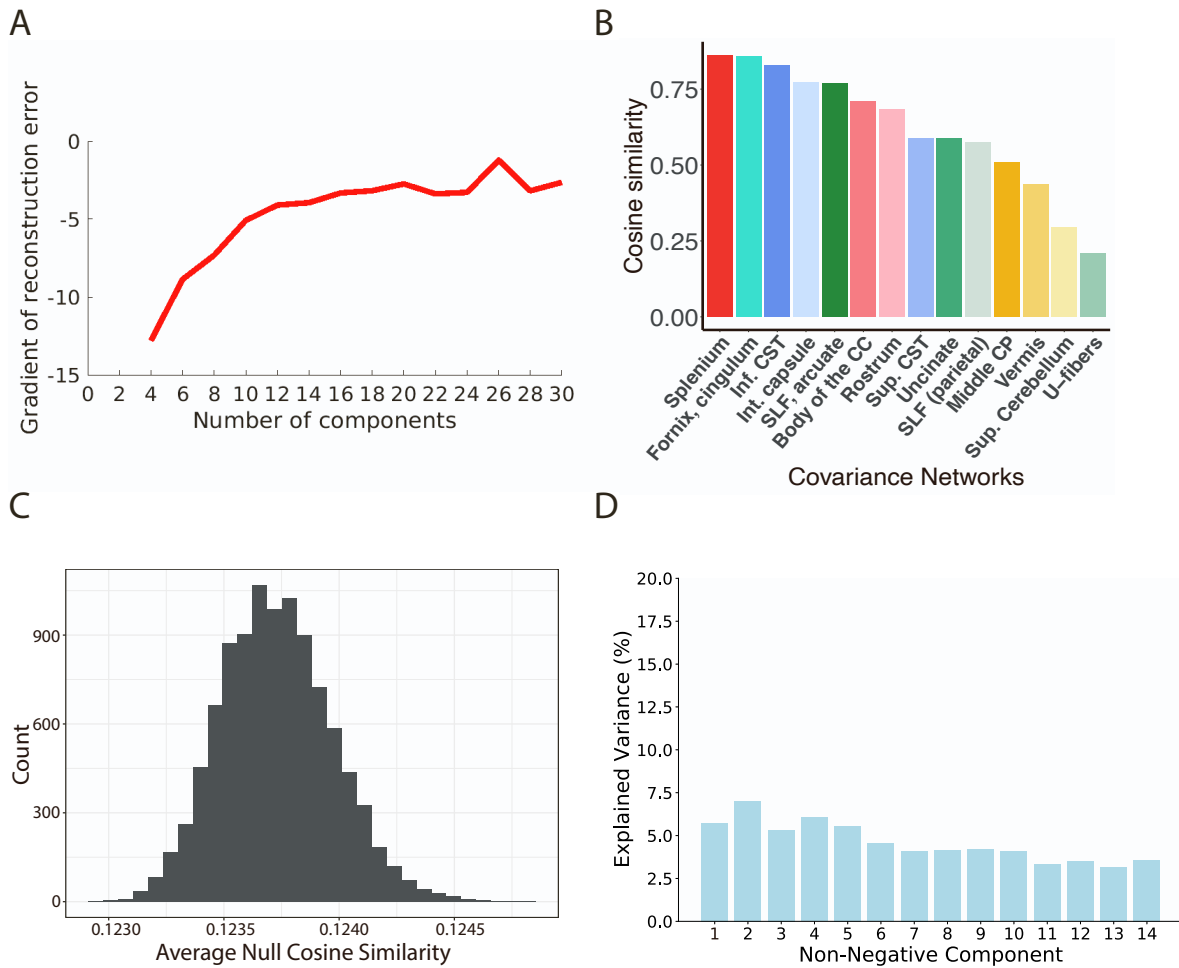 A
Gradient of reconstruction error
0
-5
-10
-15
0 2 4 6 8 10 12 14 16 18 20 22 24 26 28 30
Number of components
B
Cosine similarity
0.75
0.50
0.25
0.00
Splenium
Fornix, cingulum
Inf. CST
Int. capsule
SLF, arcuate
Body of the CC
Rostrum
Sup. CST
Uncinate
SLF (parietal)
Middle CP
Vermis
Sup. Cerebellum
U−fibers
Covariance Networks
C
Count
900
600
300
0
0.1230 0.1235 0.1240 0.1245
Average Null Cosine Similarity
D
Explained Variance (%)
20.0
17.5
15.0
12.5
10.0
7.5
5.0
2.5
0.0
1 2 3 4 5 6 7 8 9 10 11 12 13 14
Non-Negative Component